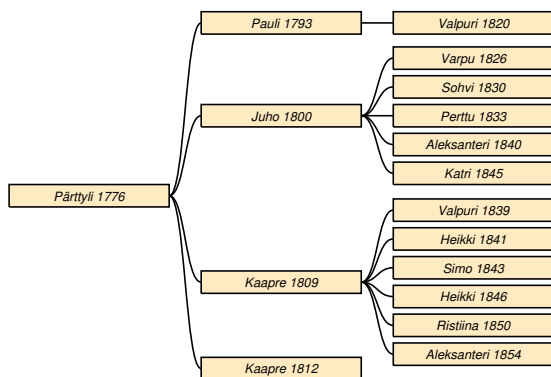 Pärttyli 1776
Pauli 1793
Valpuri 1820
Juho 1800
Varpu 1826
Sohvi 1830
Perttu 1833
Aleksanteri 1840
Katri 1845
Kaapre 1809
Valpuri 1839
Heikki 1841
Simo 1843
Heikki 1846
Ristiina 1850
Aleksanteri 1854
Kaapre 1812